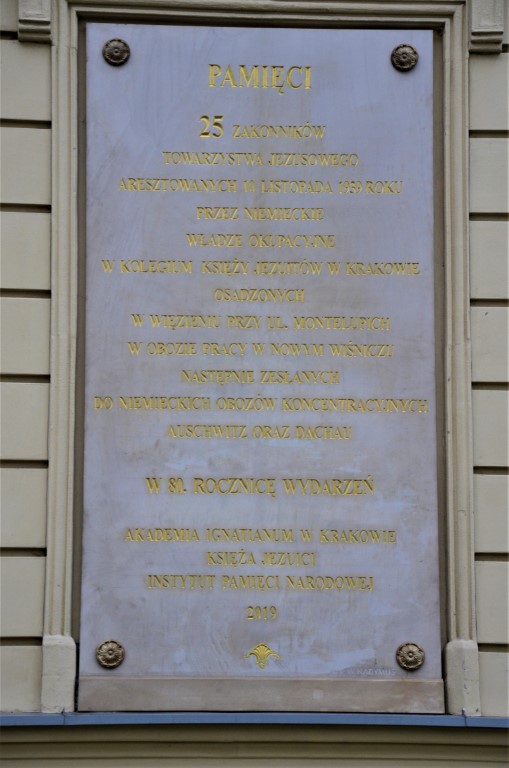 PAMIĘCI
25 ZAKONNIKÓW
TOWARZYSTWA JEZUSOWEGO
ARESZTOWANYCH 10 LISTOPADA 1939 ROKU
PRZEZ NIEMIECKIE
WŁADZE OKUPACYJNE
W KOLEGIUM KSIĘŻY JEZUITÓW W KRAKOWIE
OSADZONYCH
W WIĘZIENIU PRZY UL. MONTELUPICH
W OBOZIE PRACY W NOWYM WIŚNICZU
NASTĘPNIE ZESŁANYCH
DO NIEMIECKICH OBOZÓW KONCENTRACYJNYCH
AUSCHWITZ ORAZ DACHAU
W 80. ROCZNICĘ WYDARZEŃ
AKADEMIA IGNATIANUM W KRAKOWIE
KSIĘŻA JEZUICI
INSTYTUT PAMIĘCI NARODOWEJ
2019